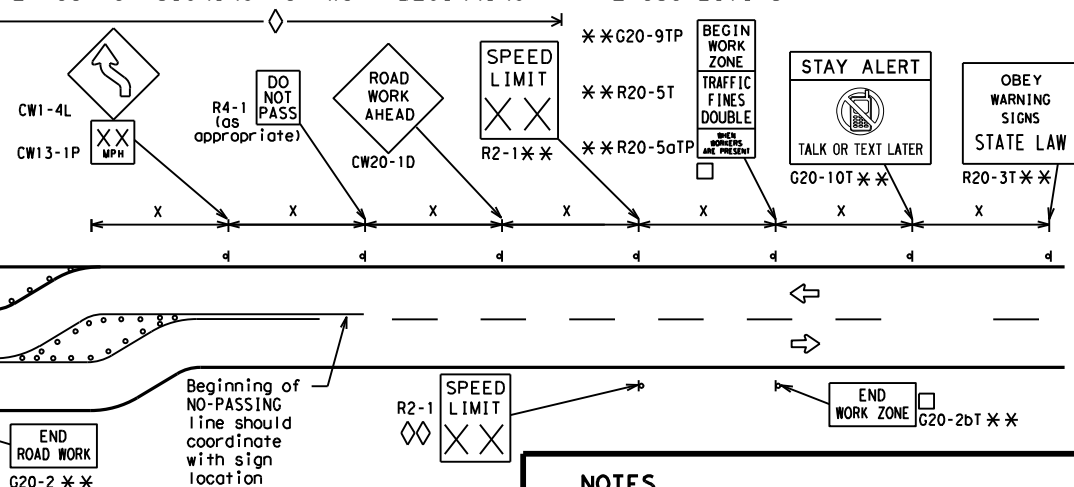 CW1-4L
CW13-1P
XX
MPH
R4-1
(as
appropriate)
DO
NOT
PASS
ROAD
WORK
AHEAD
CW20-1D
SPEED
LIMIT
XX
R2-1**
**G20-9TP
**R20-5T
**R20-5aTP
BEGIN
WORK
ZONE
TRAFFIC
FINES
DOUBLE
WHEN
WORKERS
ARE PRESENT
STAY ALERT
TALK OR TEXT LATER
G20-10T**
OBEY
WARNING
SIGNS
STATE LAW
R20-3T**
X X X X X X X
Beginning of
NO-PASSING
line should
coordinate
with sign
location
R2-1
SPEED
LIMIT
XX
END
WORK ZONE
G20-2bT**
END
ROAD WORK
G20-2**
NOTES